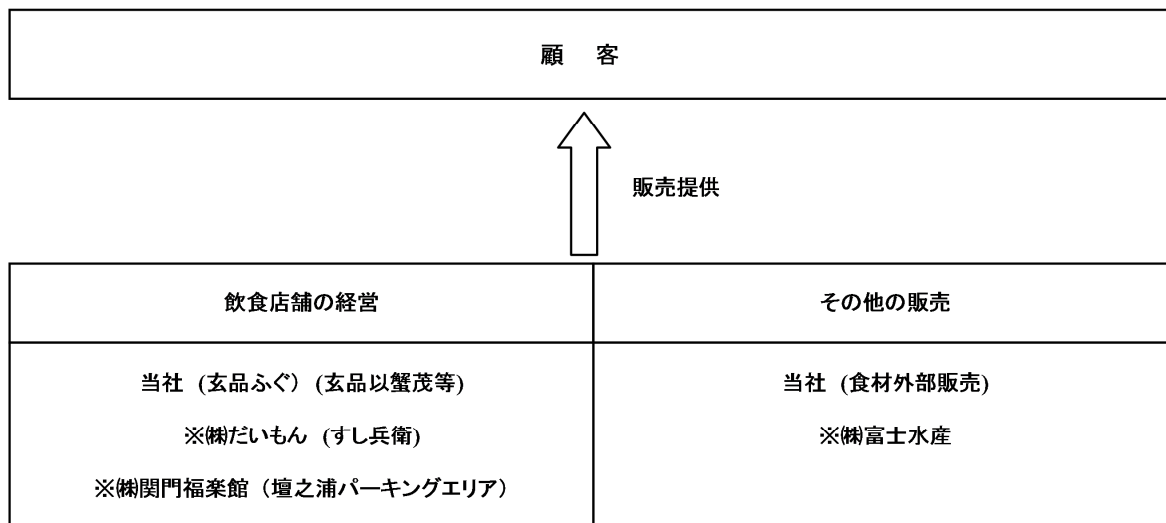 顧　客
販売提供
飲食店舗の経営
その他の販売
当社 (玄品ふぐ) (玄品以蟹茂等)
※㈱だいもん (すし兵衛)
※㈱関門福楽館 (壇之浦パーキングエリア)
当社 (食材外部販売)
※㈱富士水産